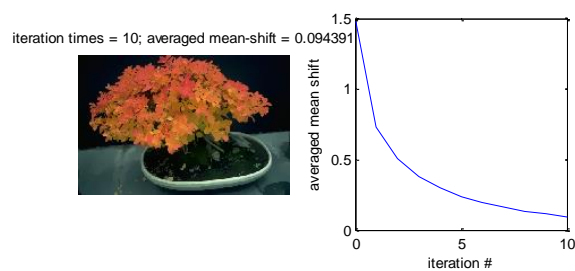 iteration times = 10; averaged mean-shift = 0.094391
1.5
1
0.5
0
averaged mean shift
0 5 10
iteration #